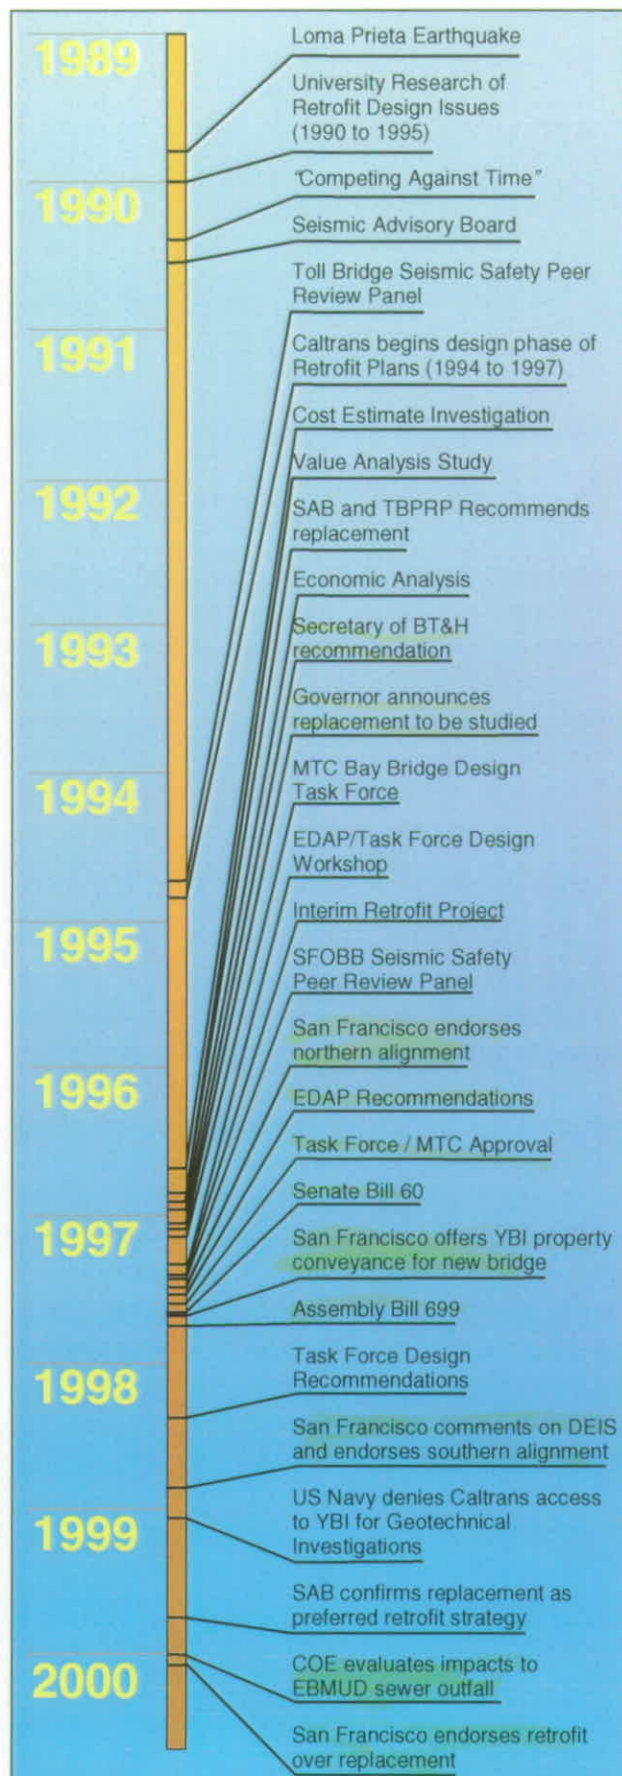 1989
Loma Prieta Earthquake
University Research of
Retrofit Design Issues
(1990 to 1995)
1990
"Competing Against Time"
Seismic Advisory Board
Toll Bridge Seismic Safety Peer
Review Panel
1991
Caltrans begins design phase of
Retrofit Plans (1994 to 1997)
Cost Estimate Investigation
Value Analysis Study
1992
SAB and TBPRP Recommends
replacement
Economic Analysis
1993
Secretary of BT&H
recommendation
Governor announces
replacement to be studied
1994
MTC Bay Bridge Design
Task Force
EDAP/Task Force Design
Workshop
Interim Retrofit Project
1995
SFOBB Seismic Safety
Peer Review Panel
San Francisco endorses
northern alignment
1996
EDAP Recommendations
Task Force / MTC Approval
Senate Bill 60
1997
San Francisco offers YBI property
conveyance for new bridge
Assembly Bill 699
Task Force Design
Recommendations
1998
San Francisco comments on DEIS
and endorses southern alignment
US Navy denies Caltrans access
to YBI for Geotechnical
Investigations
1999
SAB confirms replacement as
preferred retrofit strategy
COE evaluates impacts to
EBMUD sewer outfall
2000
San Francisco endorses retrofit
over replacement